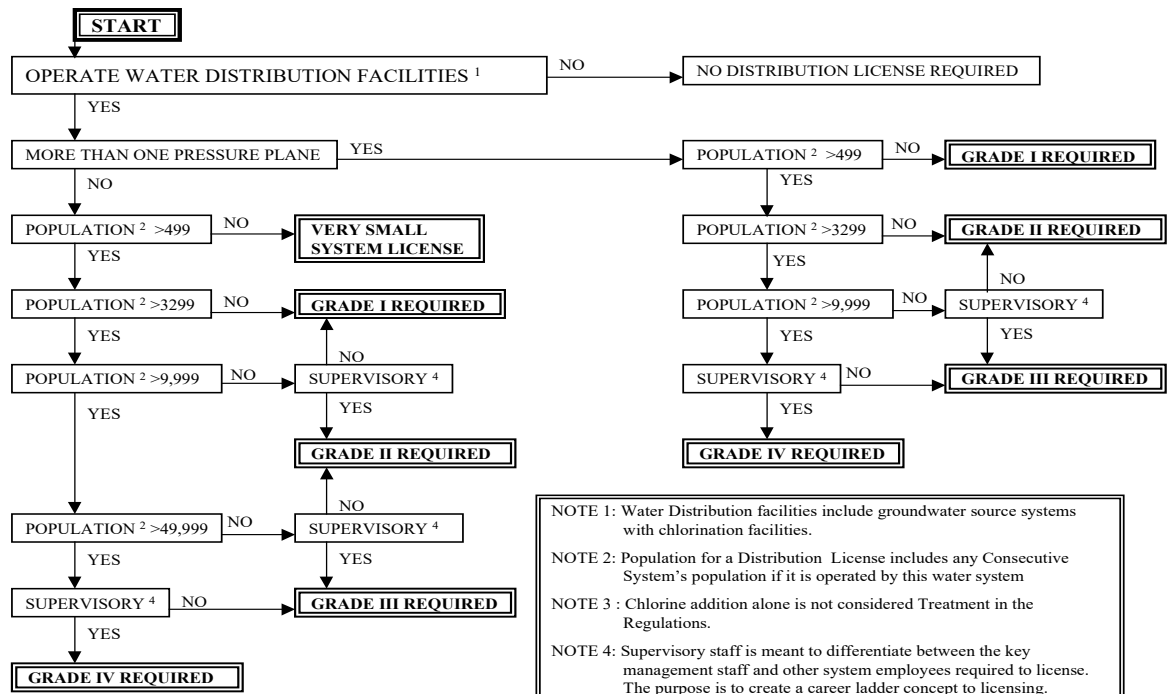 START
OPERATE WATER DISTRIBUTION FACILITIES ¹
NO
NO DISTRIBUTION LICENSE REQUIRED
YES
MORE THAN ONE PRESSURE PLANE
YES
POPULATION ² >499
NO
GRADE I REQUIRED
NO
YES
POPULATION ² >499
NO
VERY SMALL
SYSTEM LICENSE
POPULATION ² >3299
NO
GRADE II REQUIRED
YES
YES
NO
POPULATION ² >3299
NO
GRADE I REQUIRED
POPULATION ² >9,999
NO
SUPERVISORY ⁴
YES
NO
YES
YES
POPULATION ² >9,999
NO
SUPERVISORY ⁴
SUPERVISORY ⁴
NO
GRADE III REQUIRED
YES
YES
YES
GRADE II REQUIRED
GRADE IV REQUIRED
NO
POPULATION ² >49,999
NO
SUPERVISORY ⁴
YES
YES
SUPERVISORY ⁴
NO
GRADE III REQUIRED
YES
GRADE IV REQUIRED
NOTE 1: Water Distribution facilities include groundwater source systems
with chlorination facilities.
NOTE 2: Population for a Distribution License includes any Consecutive
System's population if it is operated by this water system
NOTE 3 : Chlorine addition alone is not considered Treatment in the
Regulations.
NOTE 4: Supervisory staff is meant to differentiate between the key
management staff and other system employees required to license.
The purpose is to create a career ladder concept to licensing.